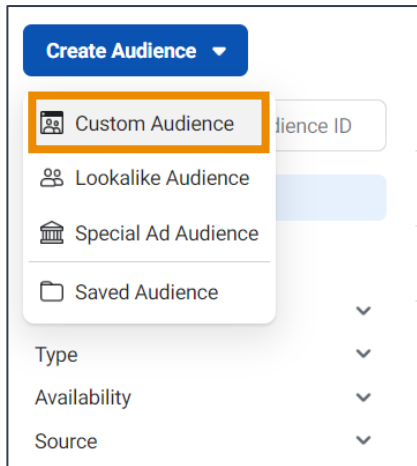 Create Audience
Custom Audience
dience ID
Lookalike Audience
Special Ad Audience
Saved Audience
Type
Availability
Source